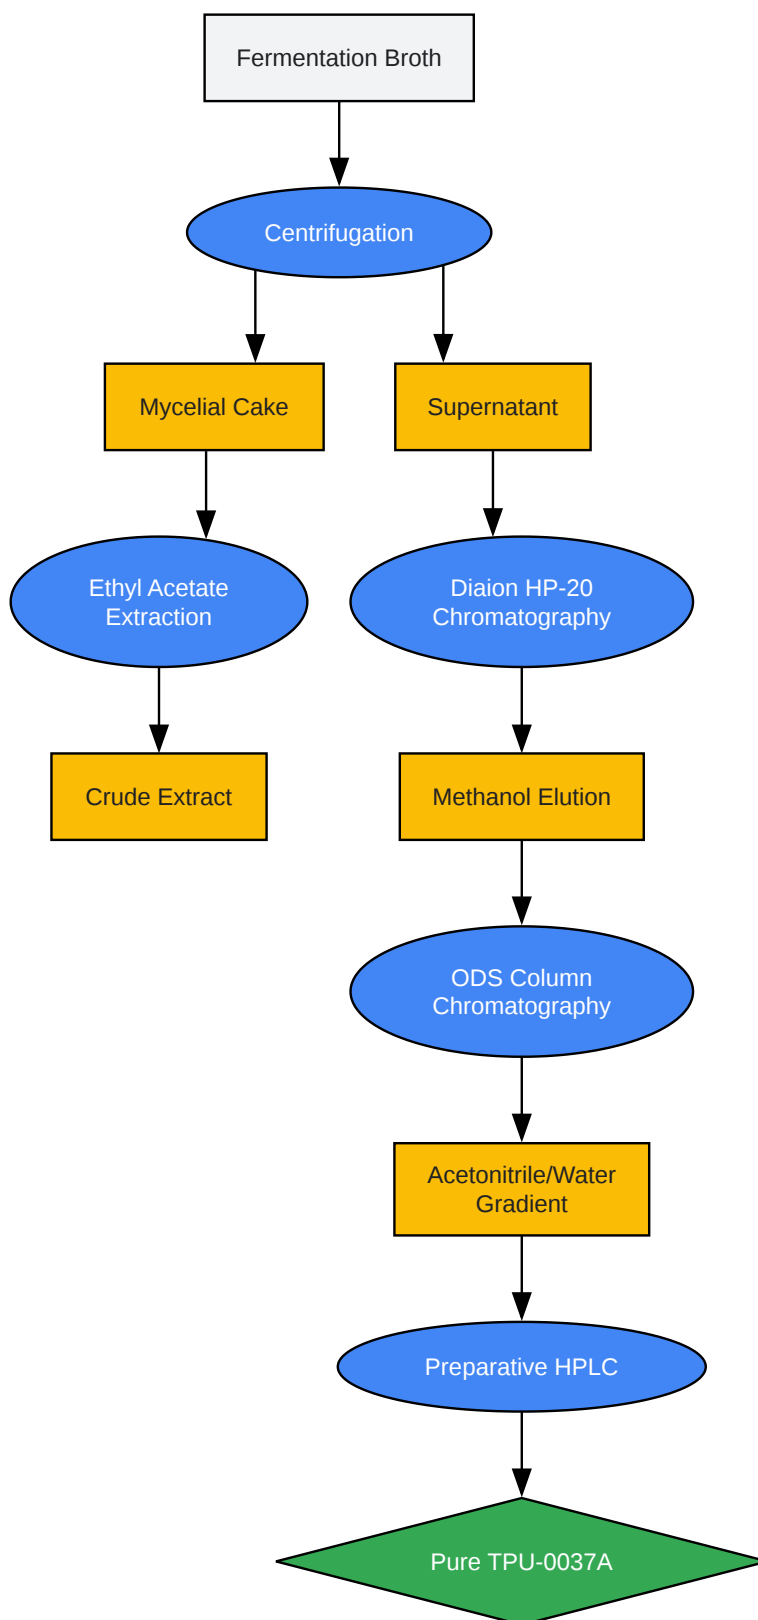 Fermentation Broth
Centrifugation
Mycelial Cake
Supernatant
Ethyl Acetate
Extraction
Diaion HP-20
Chromatography
Crude Extract
Methanol Elution
ODS Column
Chromatography
Acetonitrile/Water
Gradient
Preparative HPLC
Pure TPU-0037A